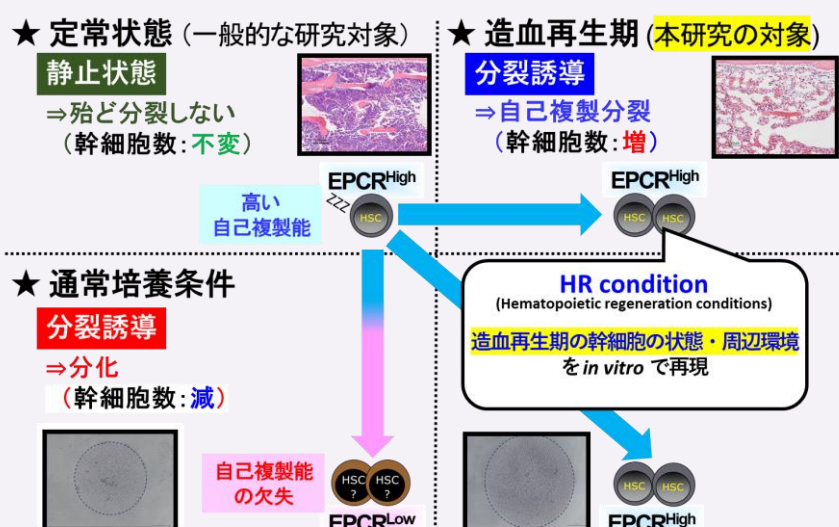 ★ 定常状態 (一般的な研究対象)
静止状態
⇒殆ど分裂しない
(幹細胞数:不変)
EPCRHigh
zzz
HSC
高い
自己複製能
★ 造血再生期 (本研究の対象)
分裂誘導
⇒自己複製分裂
(幹細胞数:増)
EPCRHigh
HSC HSC
HR condition
(Hematopoietic regeneration conditions)
造血再生期の幹細胞の状態・周辺環境
をin vitro で再現
★ 通常培養条件
分裂誘導
⇒分化
(幹細胞数:減)
自己複製能
の欠失
HSC ? HSC ?
EPCRLow
HSC HSC
EPCRHigh